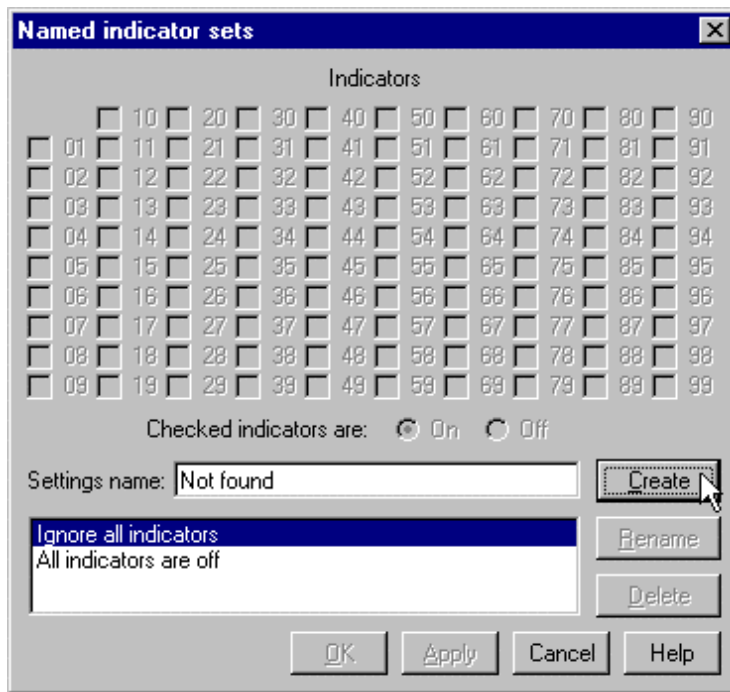 Named indicator sets
Indicators
10 20 30 40 50 60 70 80 90
01 11 21 31 41 51 61 71 81 91
02 12 22 32 42 52 62 72 82 92
03 13 23 33 43 53 63 73 83 93
04 14 24 34 44 54 64 74 84 94
05 15 25 35 45 55 65 75 85 95
06 16 26 36 46 56 66 76 86 96
07 17 27 37 47 57 67 77 87 97
08 18 28 38 48 58 68 78 88 98
09 19 29 39 49 59 69 79 89 99
Checked indicators are: On Off
Settings name: Not found Create
Ignore all indicators Rename
All indicators are off
Delete
OK Apply Cancel Help